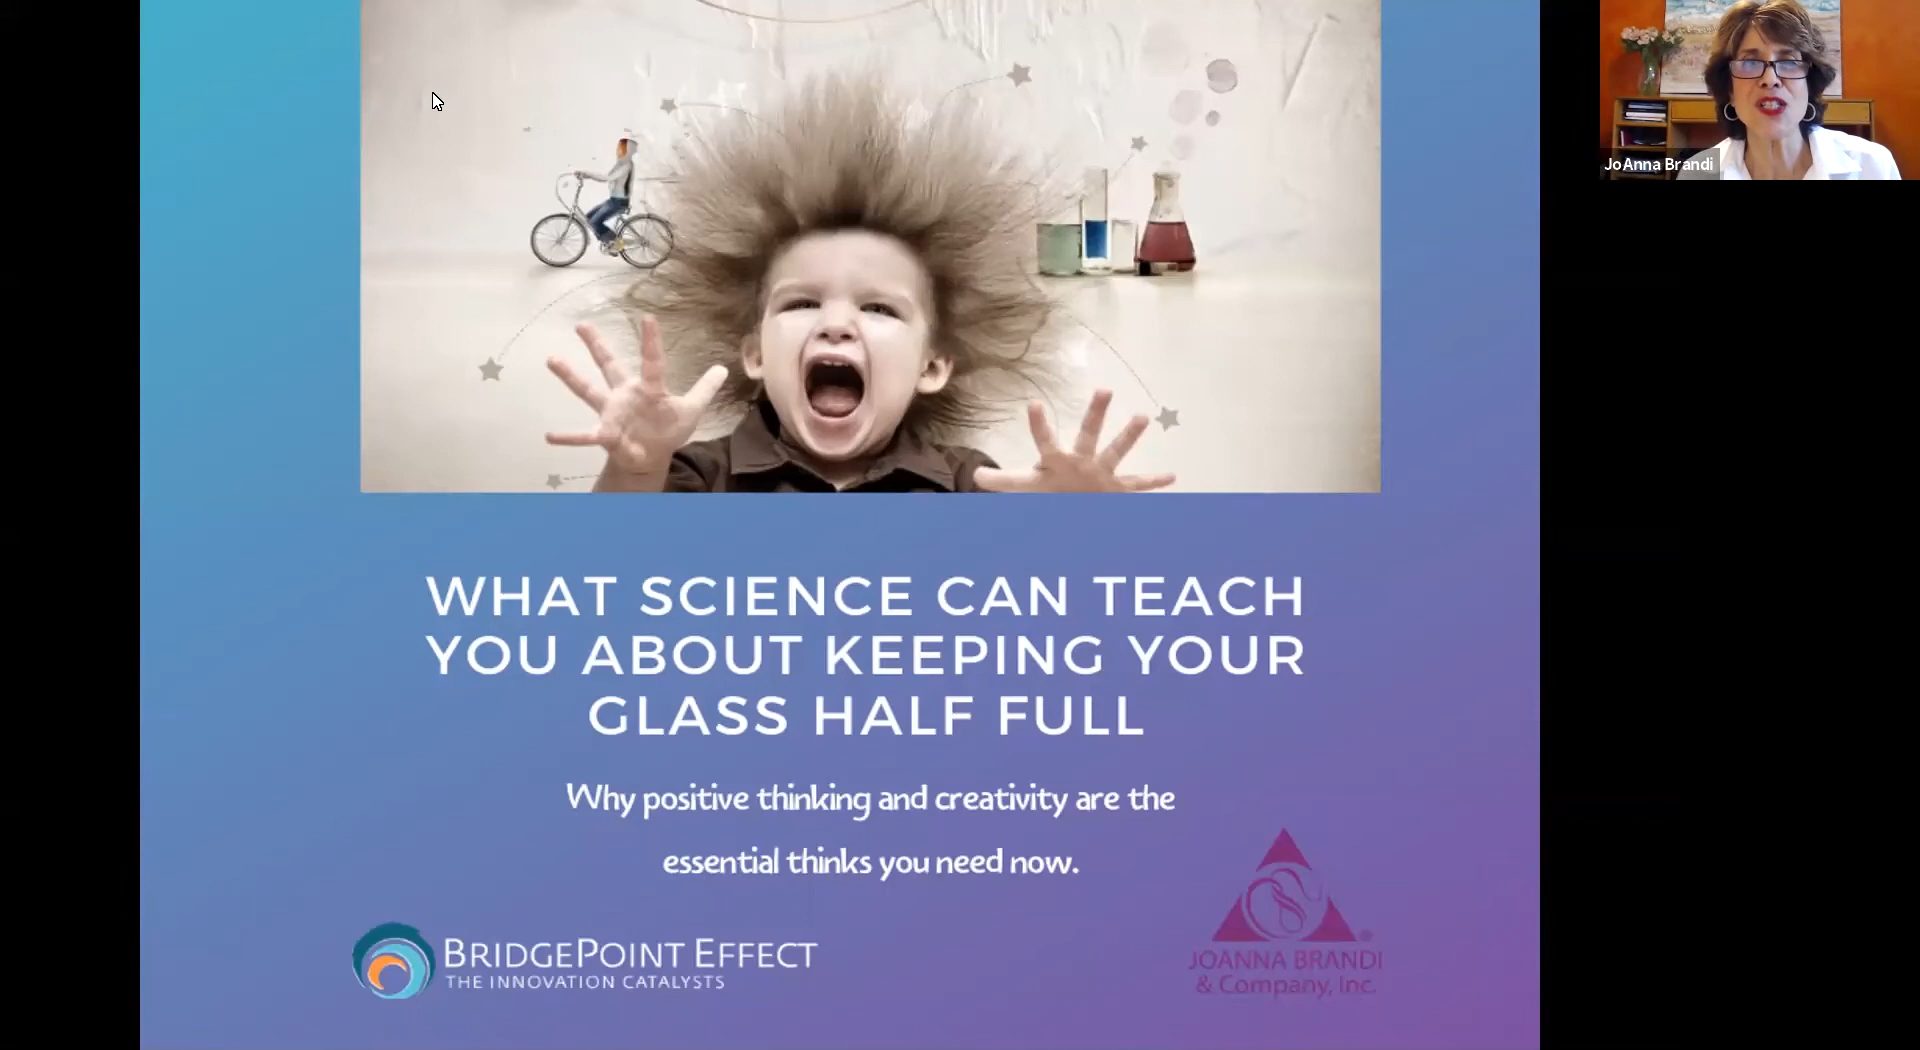 JoAnna Brandi
WHAT SCIENCE CAN TEACH
YOU ABOUT KEEPING YOUR
GLASS HALF FULL
Why positive thinking and creativity are the
essential thinks you need now.
BRIDGEPOINT EFFECT
THE INNOVATION CATALYSTS
®
JOANNA BRANDI
& Company, Inc.